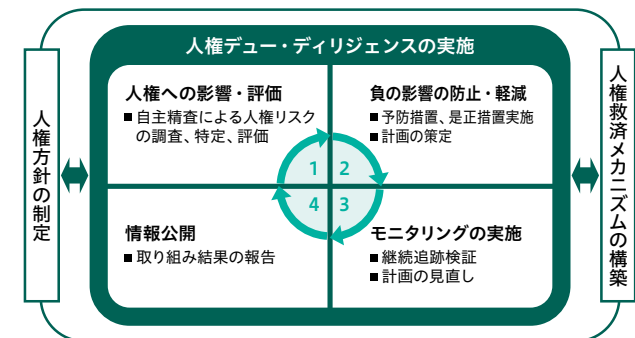 人権デュー・ディリジェンスの実施
人権方針の制定
人権への影響・評価
■自主精査による人権リスク
の調査、特定、評価
負の影響の防止・軽減
■予防措置、是正措置実施
■計画の策定
1
2
4
3
情報公開
■取り組み結果の報告
モニタリングの実施
■継続追跡検証
■計画の見直し
人権救済メカニズムの構築